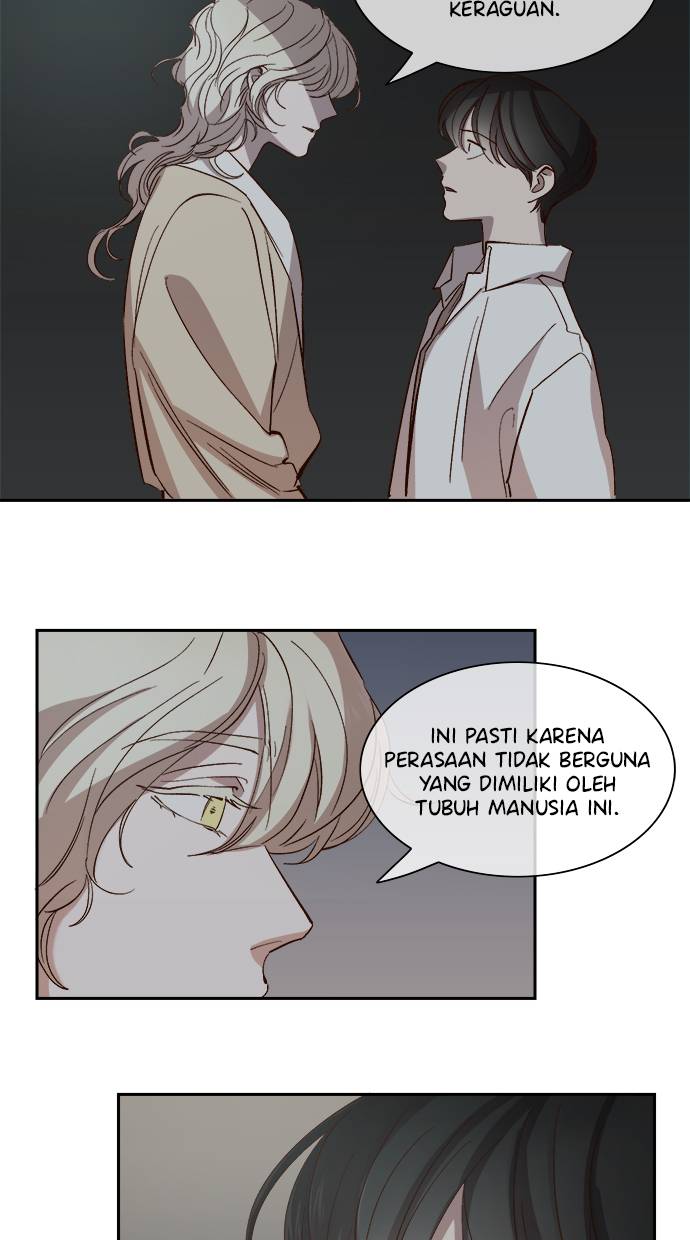 KERAGUAN.
INI PASTI KARENA
PERASAAN TIDAK BERGUNA
YANG DIMILIKI OLEH
TUBUH MANUSIA INI.